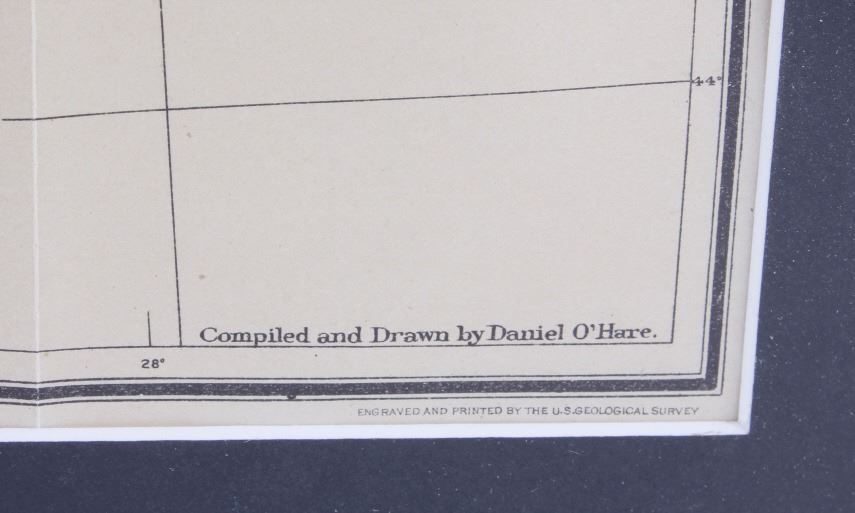 44°
Compiled and Drawn by Daniel O'Hare.
28°
ENGRAVED AND PRINTED BY THE U.S.GEOLOGICAL SURVEY